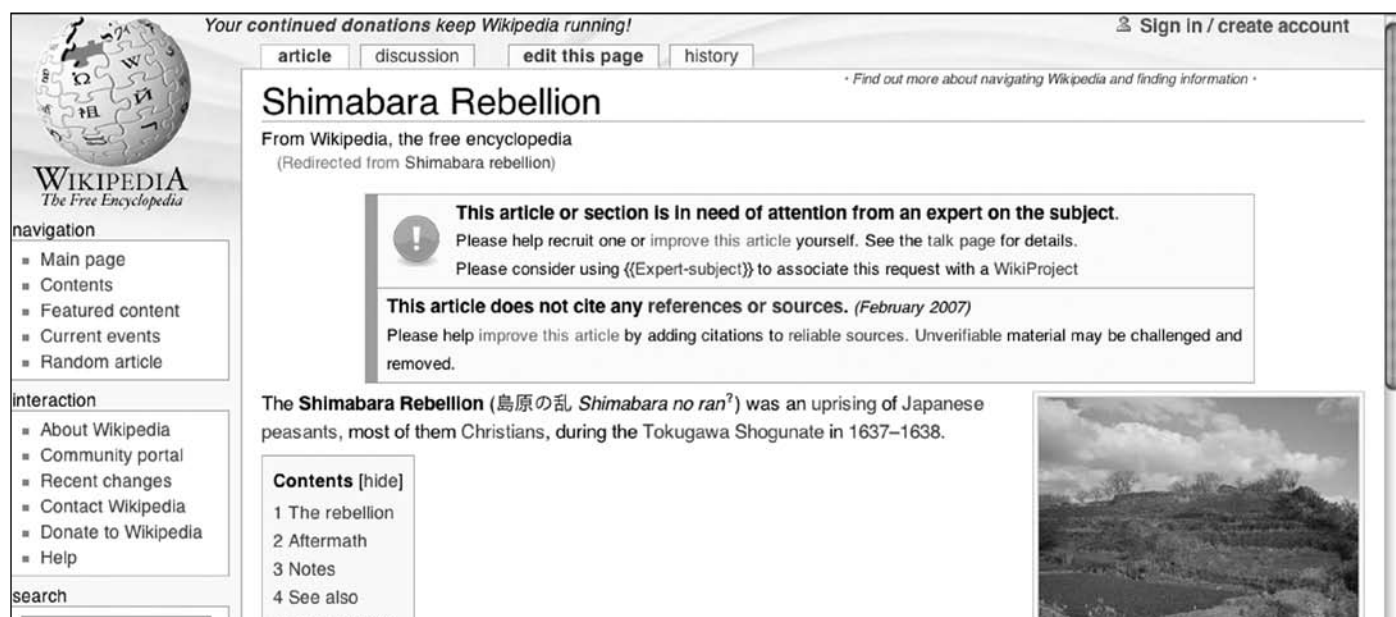 Your continued donations keep Wikipedia running!
Sign in / create account
article
discussion
edit this page
history
· Find out more about navigating Wikipedia and finding information ·
Shimabara Rebellion
From Wikipedia, the free encyclopedia
(Redirected from Shimabara rebellion)
WIKIPEDIA
The Free Encyclopedia
navigation
Main page
Contents
Featured content
Current events
Random article
interaction
About Wikipedia
Community portal
Recent changes
Contact Wikipedia
Donate to Wikipedia
Help
search
This article or section is in need of attention from an expert on the subject.
Please help recruit one or improve this article yourself. See the talk page for details.
Please consider using {{Expert-subject}} to associate this request with a WikiProject
This article does not cite any references or sources. (February 2007)
Please help improve this article by adding citations to reliable sources. Unverifiable material may be challenged and
removed.
The Shimabara Rebellion (島原の乱 Shimabara no ran?) was an uprising of Japanese
peasants, most of them Christians, during the Tokugawa Shogunate in 1637–1638.
Contents [hide]
1 The rebellion
2 Aftermath
3 Notes
4 See also